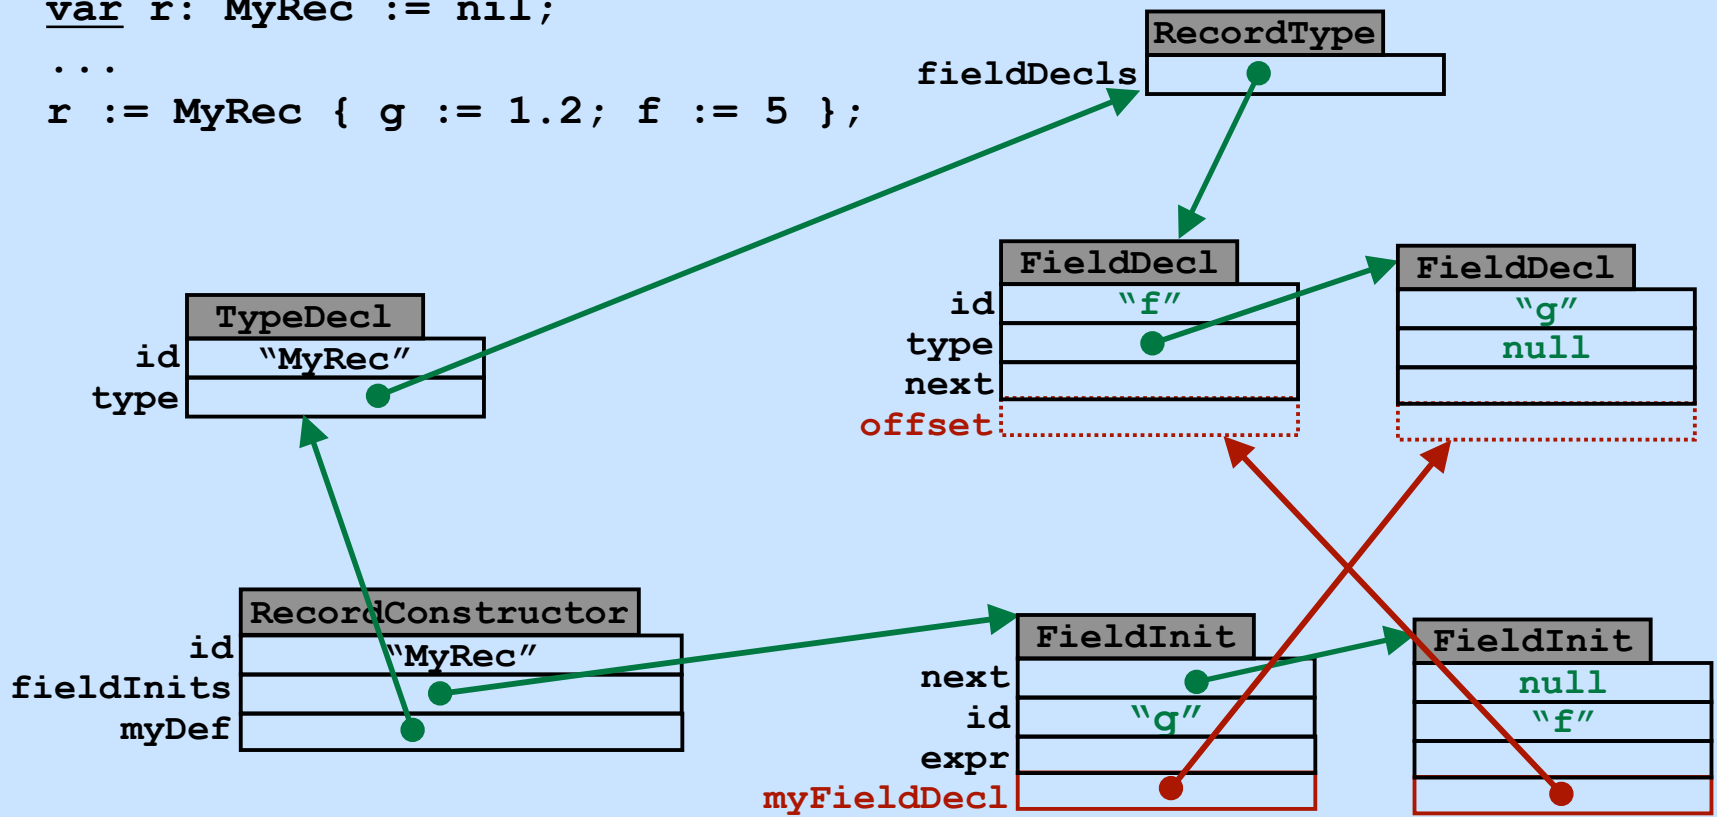 var r: MyRec := nil;
...
r := MyRec { g := 1.2; f := 5 };
RecordType
fieldDecls
FieldDecl
id “f”
type
next
offset
FieldDecl
“g”
null
TypeDecl
id “MyRec”
type
RecordConstructor
id “MyRec”
fieldInits
myDef
FieldInit
next
id “g”
expr
myFieldDecl
FieldInit
null
“f”